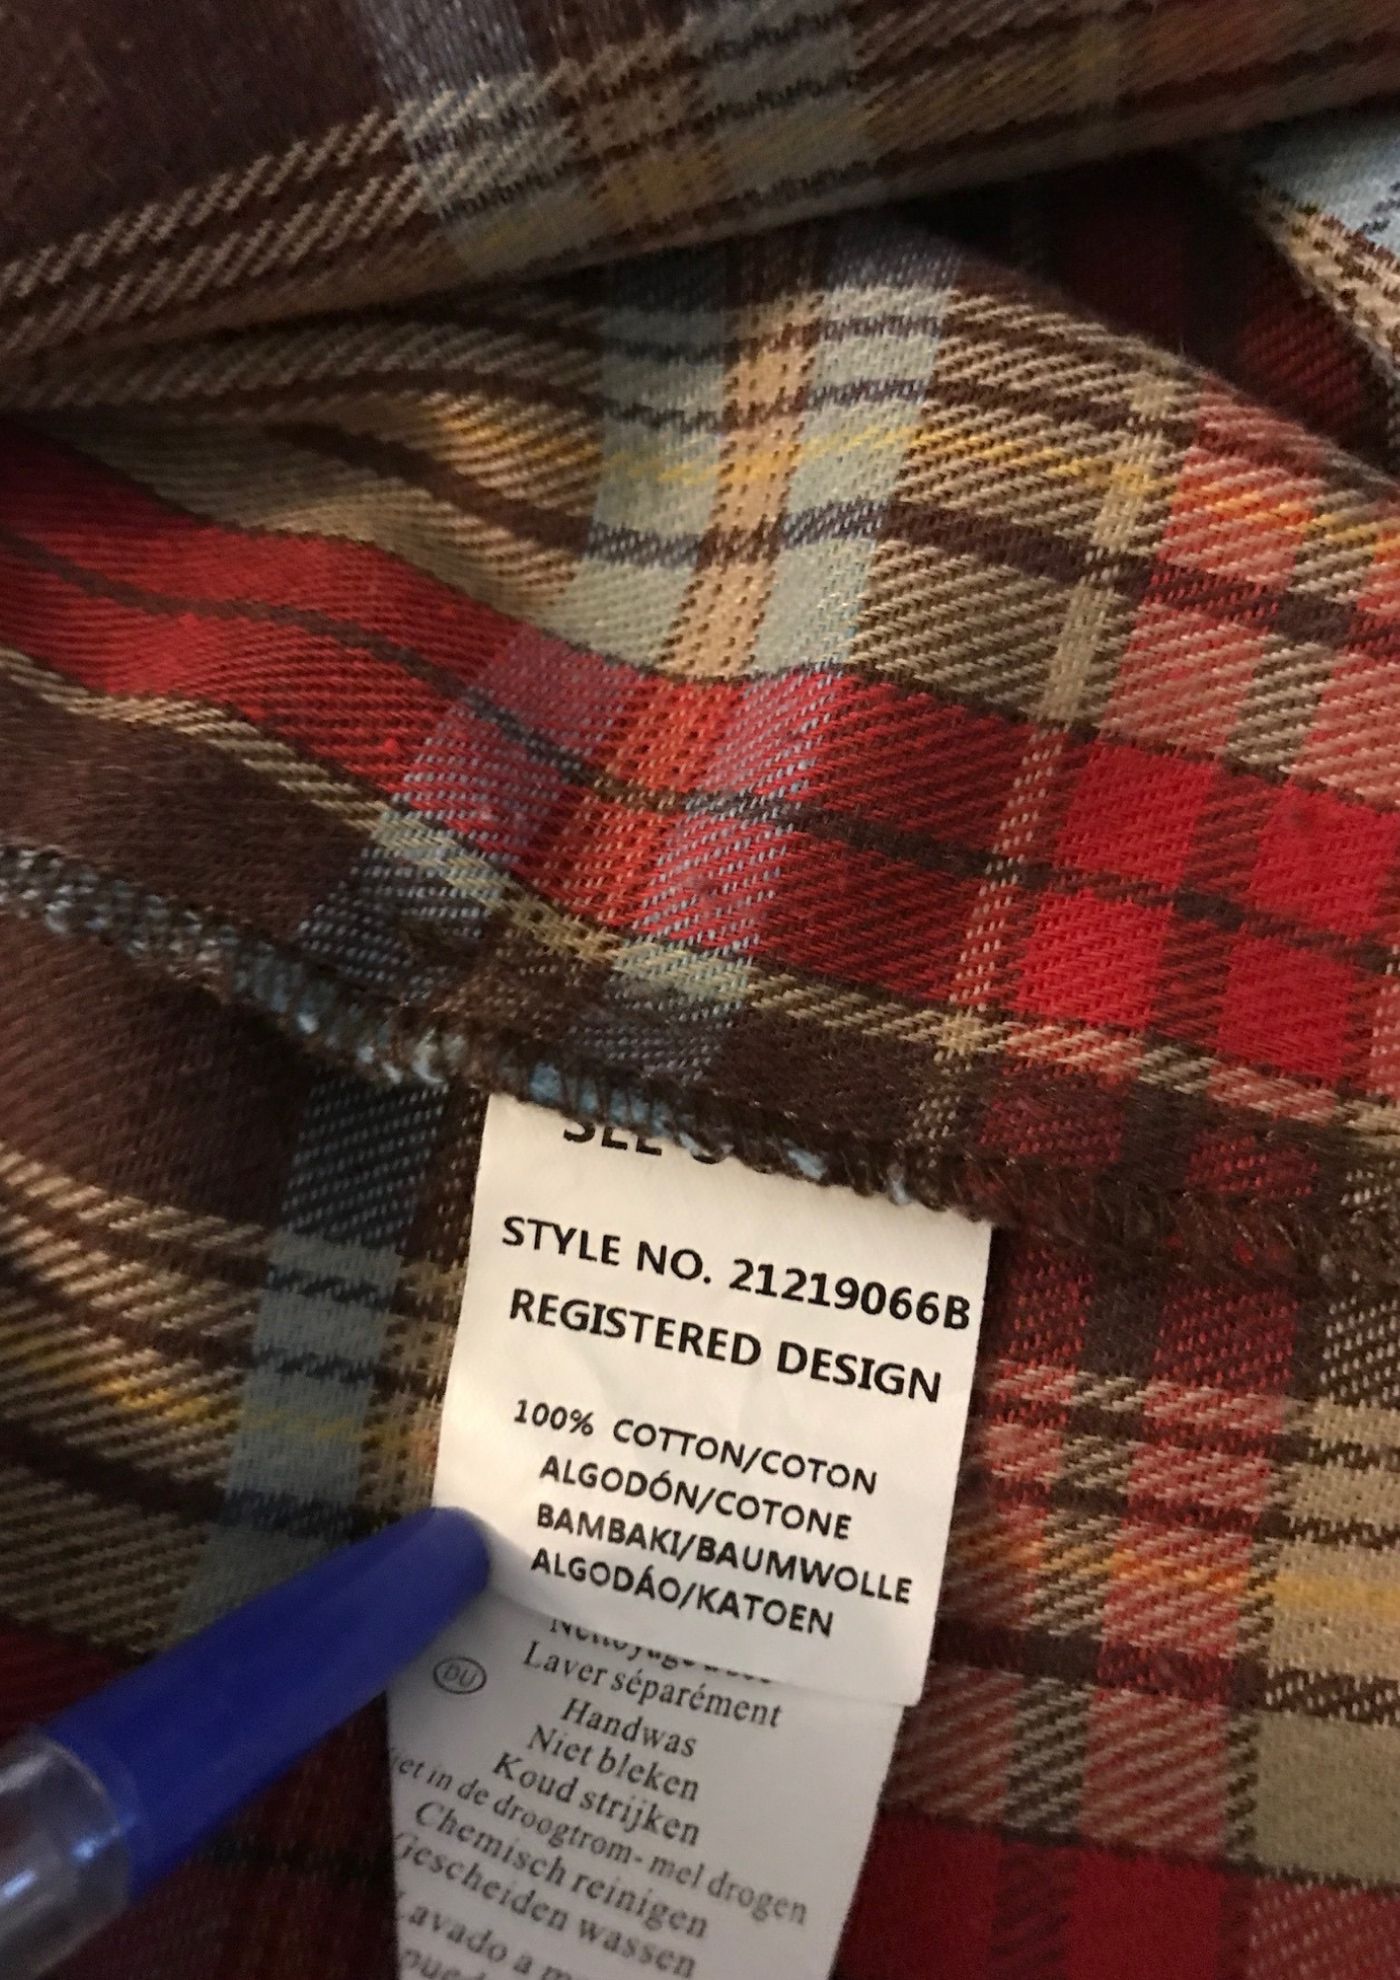 STYLE NO. 21219066B
REGISTERED DESIGN
100% COTTON/COTON
ALGODÓN/COTONE
BAMBAKI/BAUMWOLLE
ALGODÁO/KATOEN
DU
Laver séparément
Handwas
Niet bleken
Koud strijken
in de droogtrom- mel drogen
Chemisch reinigen
wassen
a